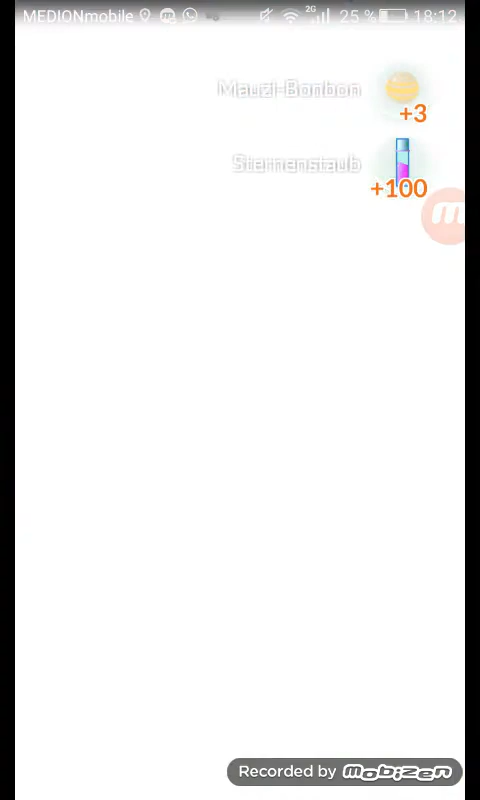 MEDIONmobile 2G 25 % 18:12
Mauzi-Bonbon
+3
Sternenstaub
+100
Recorded by mobizen